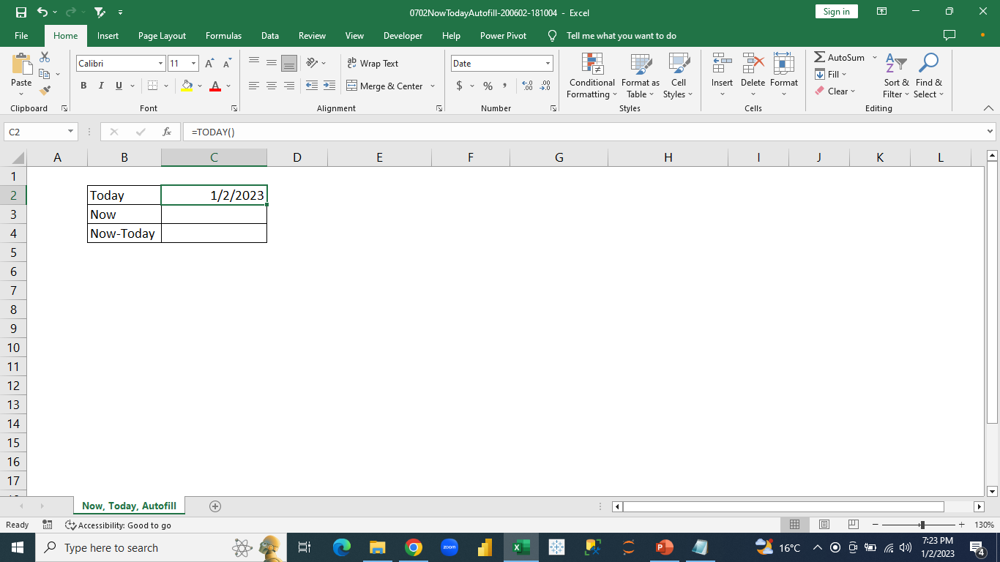 0702NowTodayAutofill-200602-181004 - Excel
Sign in
File Home Insert Page Layout Formulas Data Review View Developer Help Power Pivot Tell me what you want to do
Paste
Clipboard
Calibri 11
B I U A
Font
Wrap Text
Merge & Center
Alignment
Date
$ % ,
Number
Conditional Formatting
Format as Table
Cell Styles
Styles
Insert Delete Format
Cells
AutoSum
Fill
Clear
Sort & Filter
Find & Select
Editing
C2 fx =TODAY()
A B C D E F G H I J K L
1
2 Today 1/2/2023
3 Now
4 Now-Today
5
6
7
8
9
10
11
12
13
14
15
16
17
Now, Today, Autofill
Ready Accessibility: Good to go 130%
Type here to search zoom 16°C 7:23 PM
1/2/2023 4